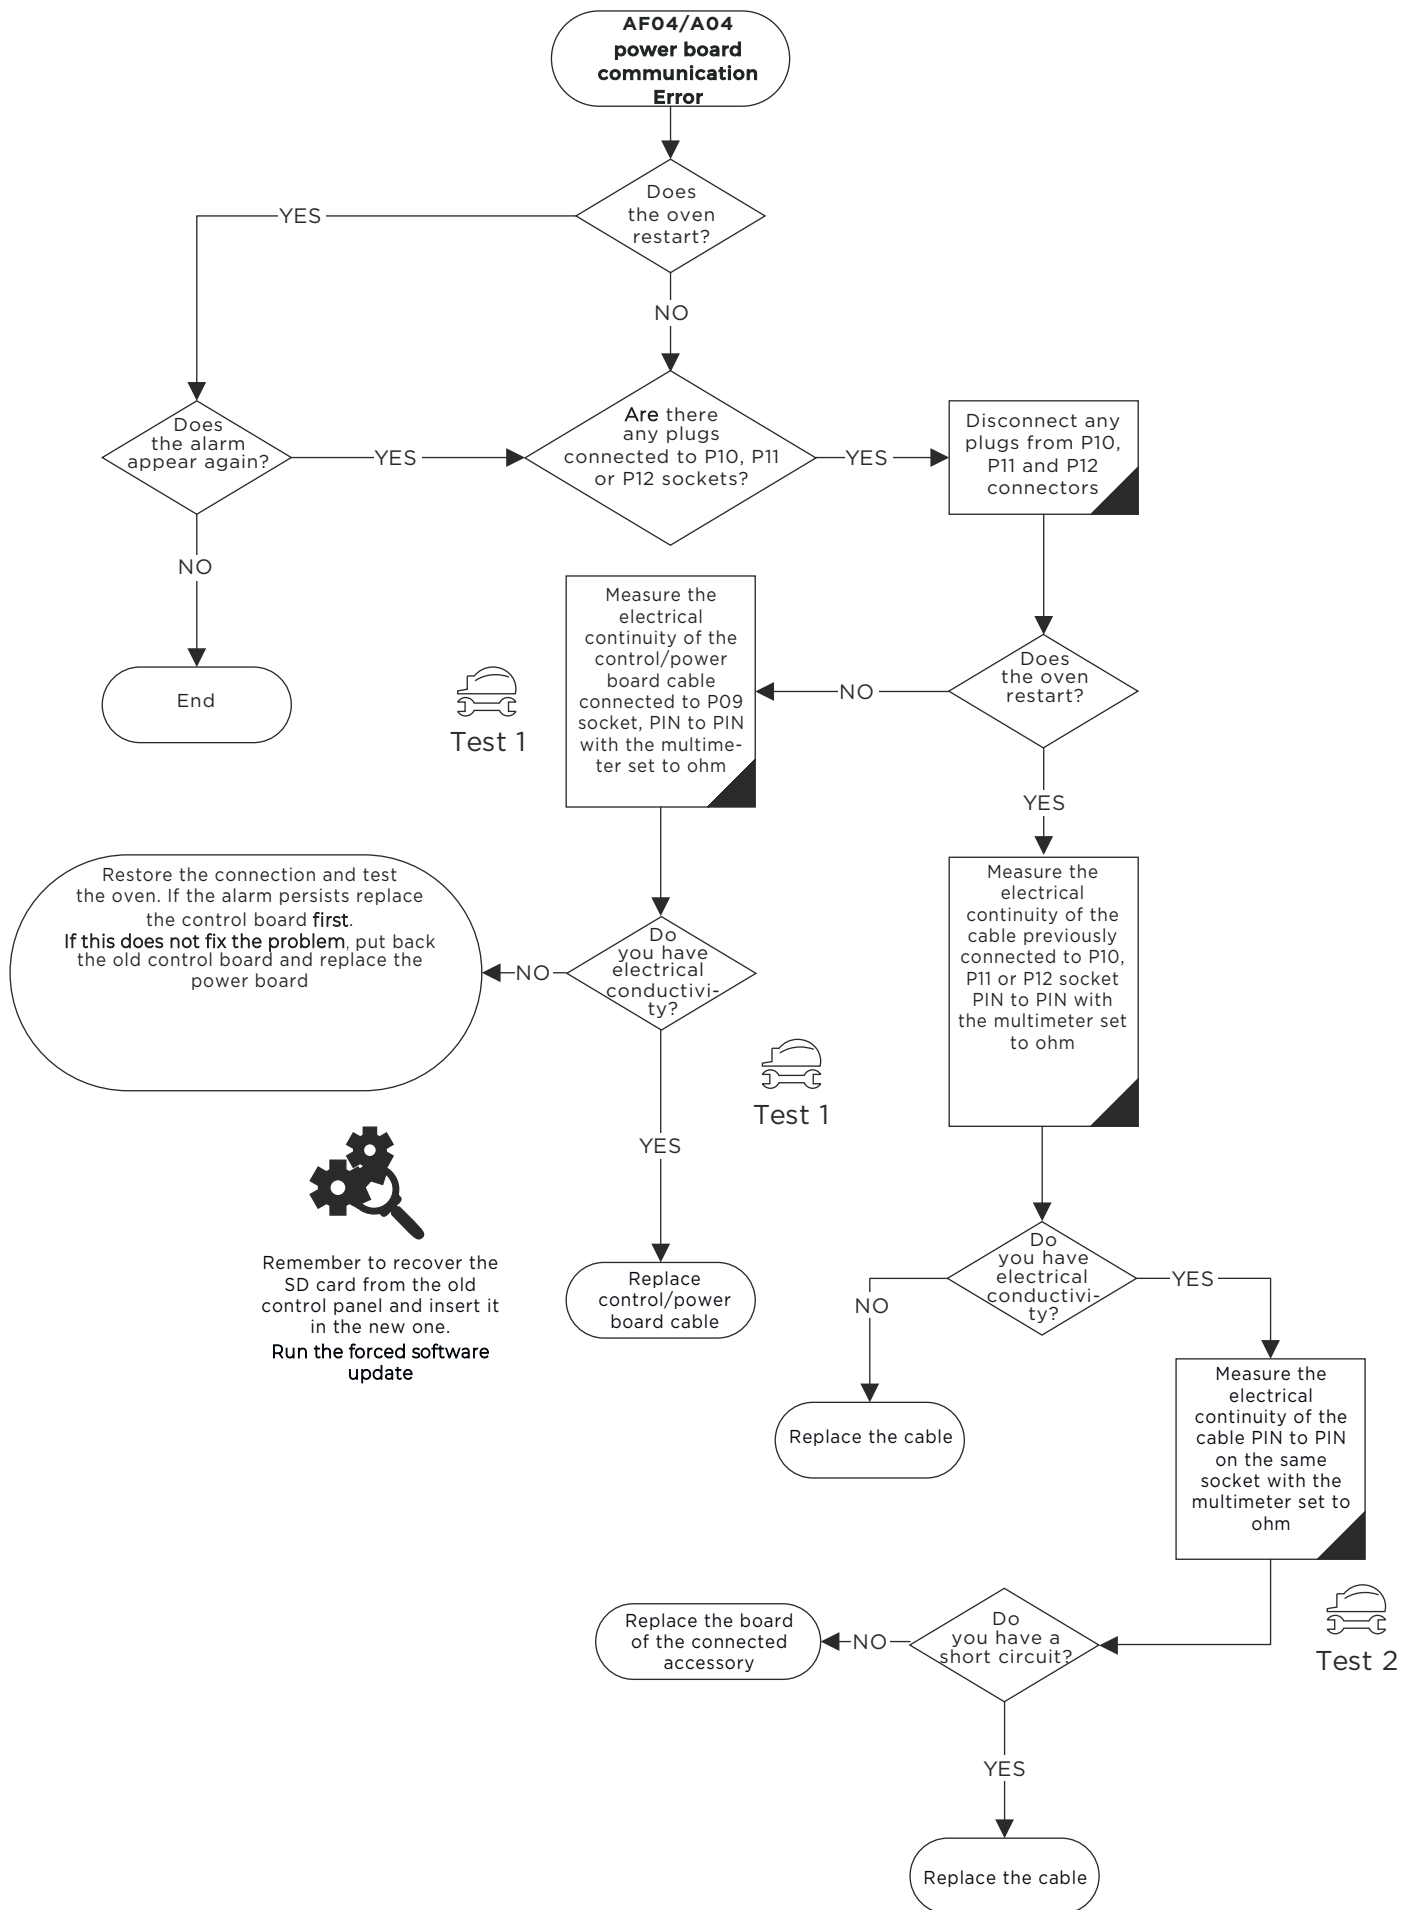 AF04/A04
power board
communication
Error
Does
the oven
restart?
YES
NO
Does
the alarm
appear again?
YES
Are there
any plugs
connected to P10, P11
or P12 sockets?
YES
Disconnect any
plugs from P10,
P11 and P12
connectors
NO
End
Test 1
Measure the
electrical
continuity of the
control/power
board cable
connected to P09
socket, PIN to PIN
with the multime-
ter set to ohm
NO
Does
the oven
restart?
YES
Restore the connection and test
the oven. If the alarm persists replace
the control board first.
If this does not fix the problem, put back
the old control board and replace the
power board
NO
Do
you have
electrical
conductivi-
ty?
Measure the
electrical
continuity of the
cable previously
connected to P10,
P11 or P12 socket
PIN to PIN with
the multimeter set
to ohm
Test 1
YES
Remember to recover the
SD card from the old
control panel and insert it
in the new one.
Run the forced software
update
Replace
control/power
board cable
Do
you have
electrical
conductivi-
ty?
NO
YES
Replace the cable
Measure the
electrical
continuity of the
cable PIN to PIN
on the same
socket with the
multimeter set to
ohm
Replace the board
of the connected
accessory
NO
Do
you have a
short circuit?
Test 2
YES
Replace the cable